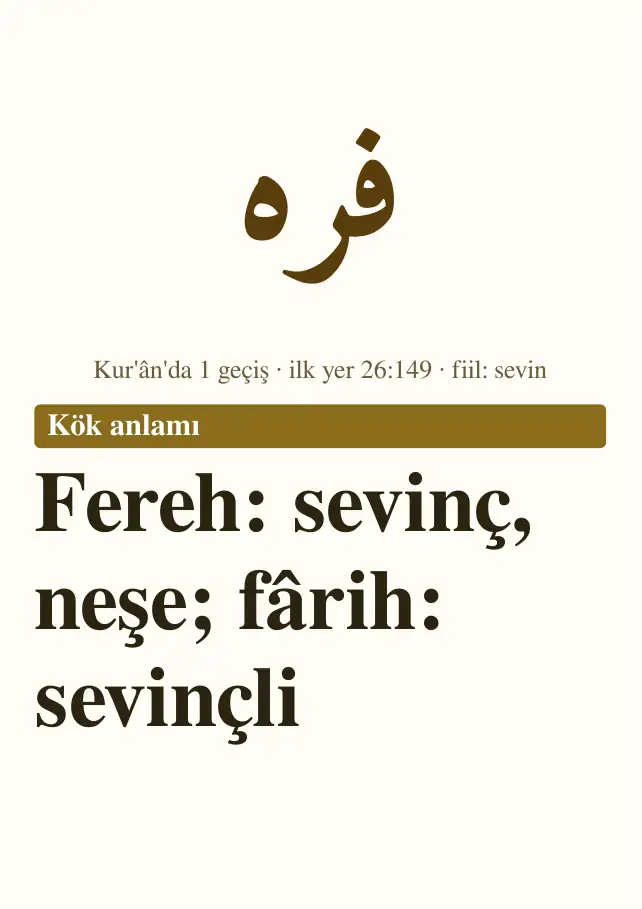 فره
Kur'ân'da 1 geçiş · ilk yer 26:149 · fiil: sevin
Kök anlamı
Fereh: sevinç,
neşe; fârih:
sevinçli